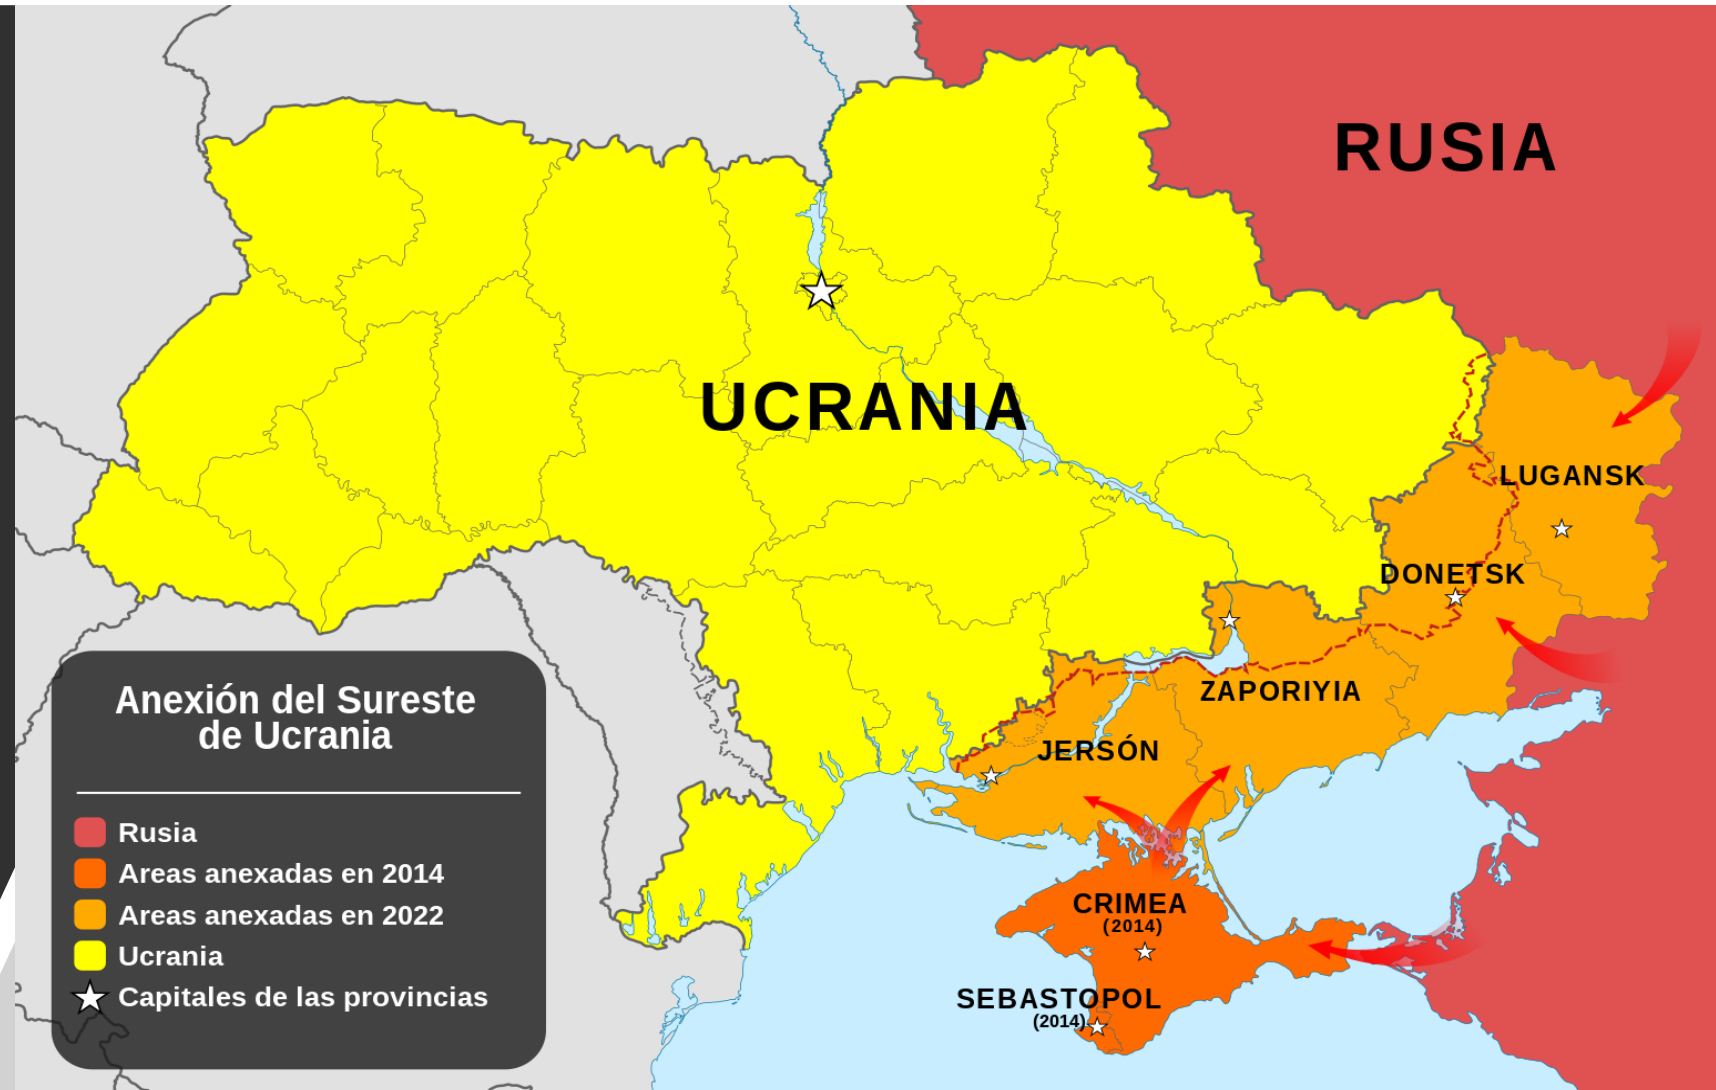 RUSIA
UCRANIA
LUGANSK
DONETSK
ZAPORIYIA
JERSÓN
CRIMEA
(2014)
SEBASTOPOL
(2014)
Anexión del Sureste
de Ucrania
Rusia
Areas anexadas en 2014
Areas anexadas en 2022
Ucrania
Capitales de las provincias